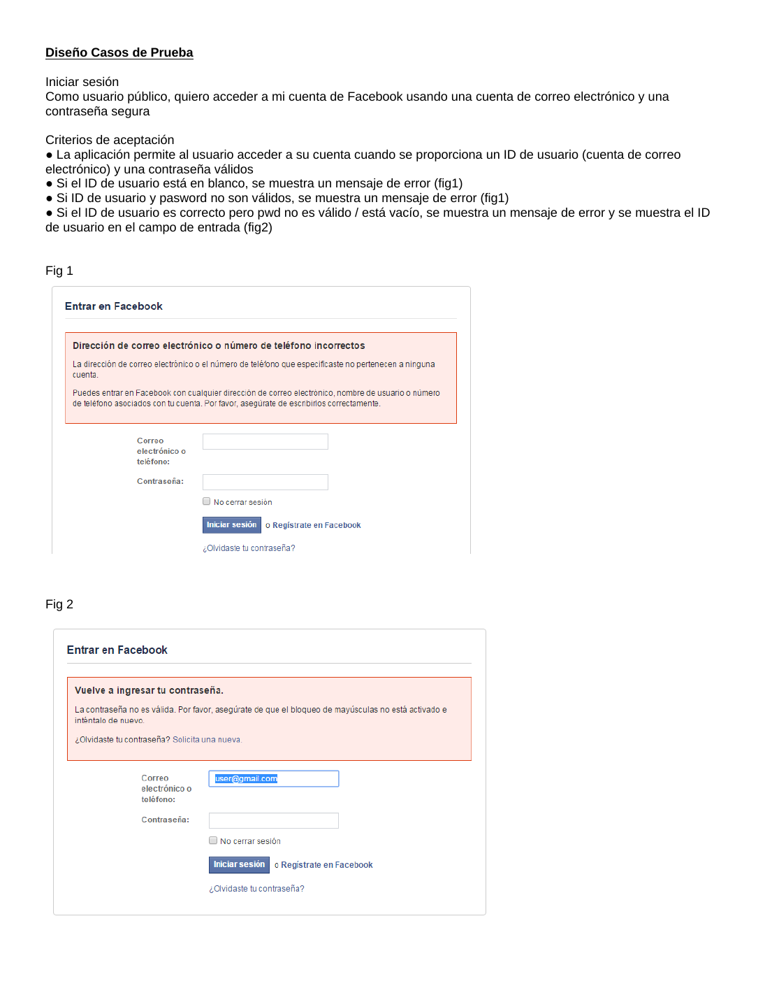 Diseño Casos de Prueba
Iniciar sesión
Como usuario público, quiero acceder a mi cuenta de Facebook usando una cuenta de correo electrónico y una
contraseña segura
Criterios de aceptación
● La aplicación permite al usuario acceder a su cuenta cuando se proporciona un ID de usuario (cuenta de correo
electrónico) y una contraseña válidos
● Si el ID de usuario está en blanco, se muestra un mensaje de error (fig1)
● Si ID de usuario y pasword no son válidos, se muestra un mensaje de error (fig1)
● Si el ID de usuario es correcto pero pwd no es válido / está vacío, se muestra un mensaje de error y se muestra el ID
de usuario en el campo de entrada (fig2)
Fig 1
Entrar en Facebook
Dirección de correo electrónico o número de teléfono incorrectos
La dirección de correo electrónico o el número de teléfono que especificaste no pertenecen a ninguna
cuenta.
Puedes entrar en Facebook con cualquier dirección de correo electrónico, nombre de usuario o número
de teléfono asociados con tu cuenta. Por favor, asegúrate de escribirlos correctamente.
Correo
electrónico o
teléfono:
Contraseña:
No cerrar sesión
Iniciar sesión o Regístrate en Facebook
¿Olvidaste tu contraseña?
Fig 2
Entrar en Facebook
Vuelve a ingresar tu contraseña.
La contraseña no es válida. Por favor, asegúrate de que el bloqueo de mayúsculas no está activado e
inténtalo de nuevo.
¿Olvidaste tu contraseña? Solicita una nueva.
Correo
electrónico o
teléfono:
user@gmail.com
Contraseña:
No cerrar sesión
Iniciar sesión o Regístrate en Facebook
¿Olvidaste tu contraseña?